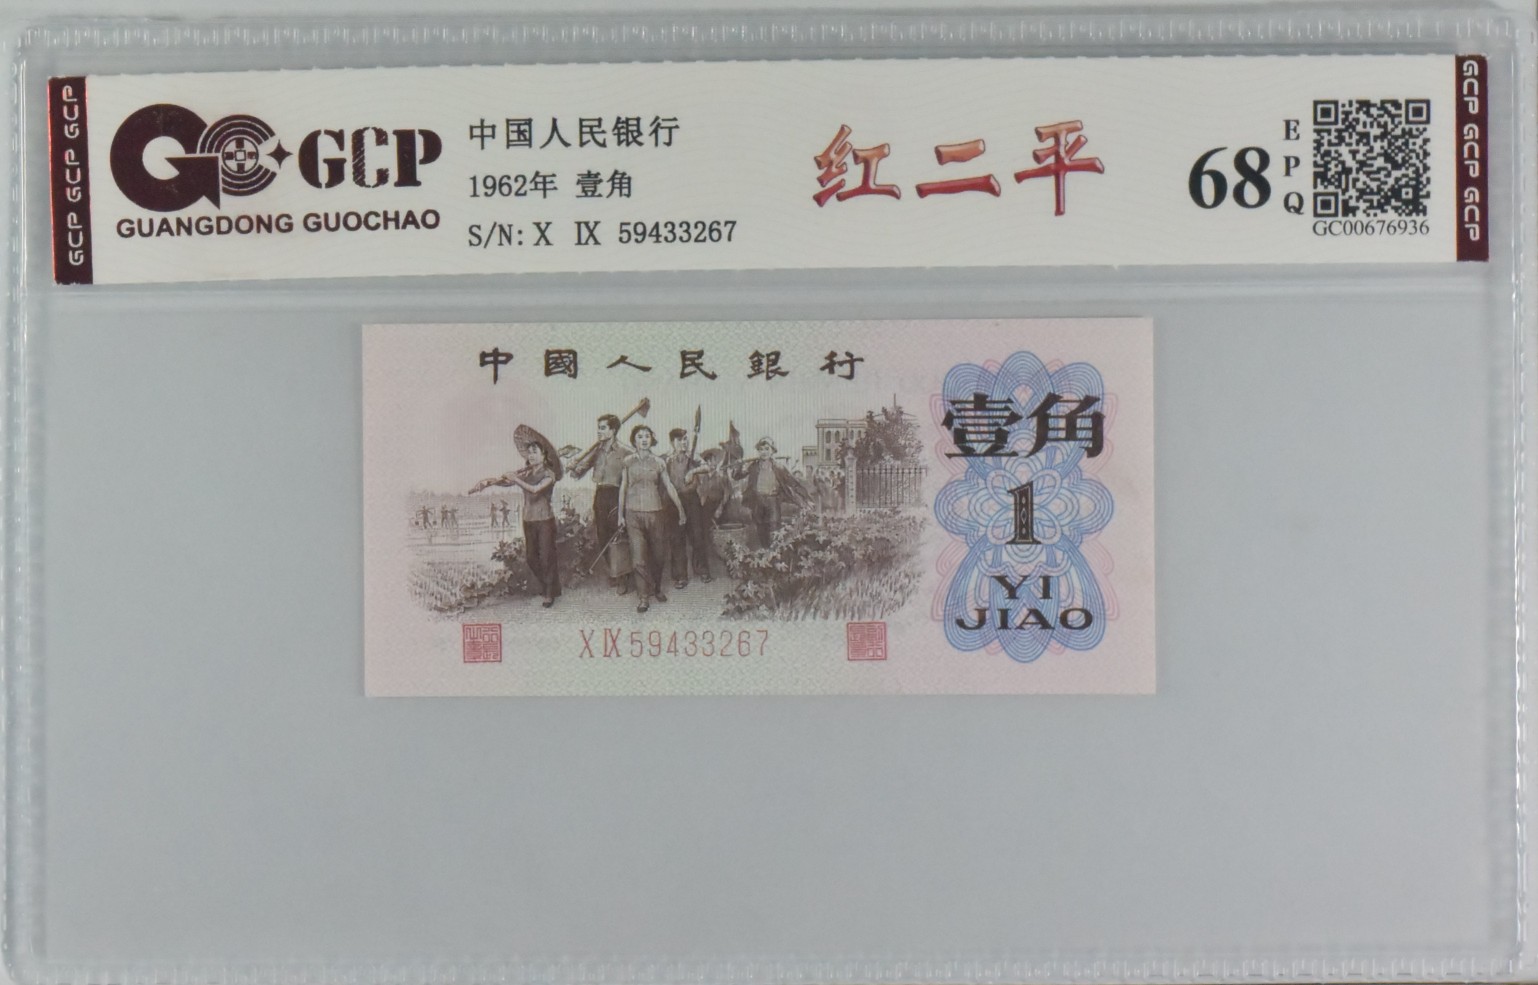 GCP GCP GCP
GCP
GUANGDONG GUOCHAO
中国人民银行
1962年 壹角
S/N: X Ⅸ 59433267
红二平
68
EPQ
GC00676936
GCP GCP GCP
中國人民銀行
壹角
1
YI
JIAO
X Ⅸ 59433267